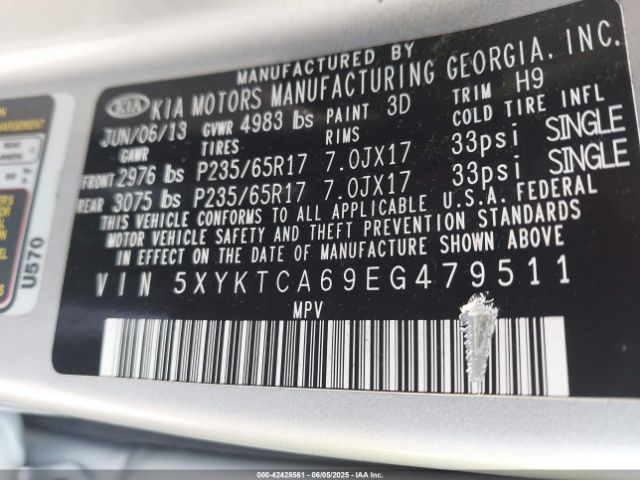 MANUFACTURED BY
KIA KIA MOTORS MANUFACTURING GEORGIA, INC.
JUN/06/13 GVWR 4983 lbs PAINT 3D TRIM H9
GAWR TIRES RIMS COLD TIRE INFL
FRONT 2976 lbs P235/65R17 7.0JX17 33psi SINGLE
REAR 3075 lbs P235/65R17 7.0JX17 33psi SINGLE
THIS VEHICLE CONFORMS TO ALL APPLICABLE U.S.A. FEDERAL
MOTOR VEHICLE SAFETY AND THEFT PREVENTION STANDARDS
IN EFFECT ON THE DATE OF MANUFACTURE SHOWN ABOVE
VIN 5XYKTCA69EG479511
MPV
U570
000-42428561 | 06/05/2025 | IAA Inc.